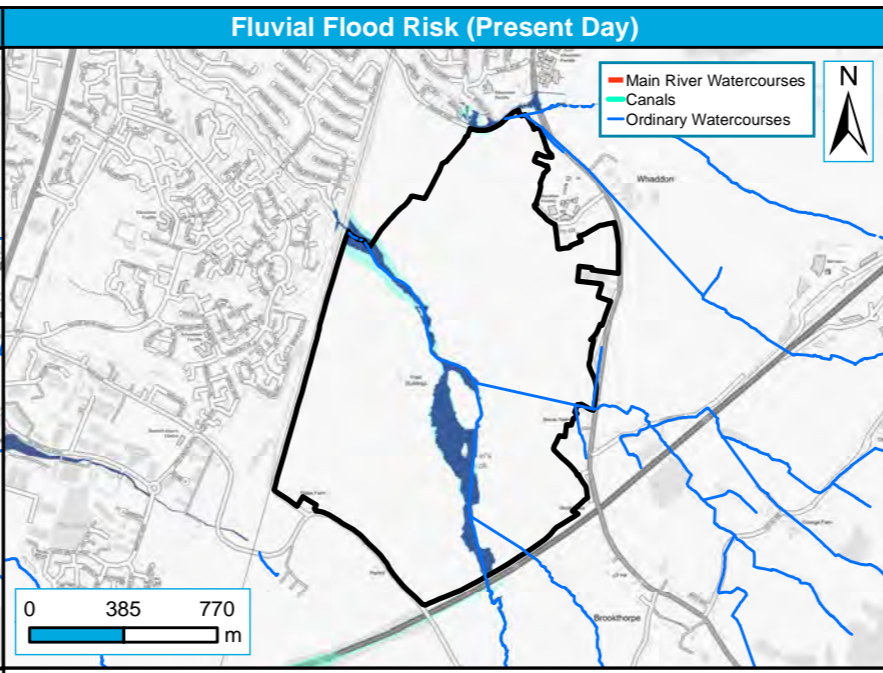 Fluvial Flood Risk (Present Day)
Main River Watercourses
Canals
Ordinary Watercourses
N
Whaddon
Brookthorpe
0 385 770
m